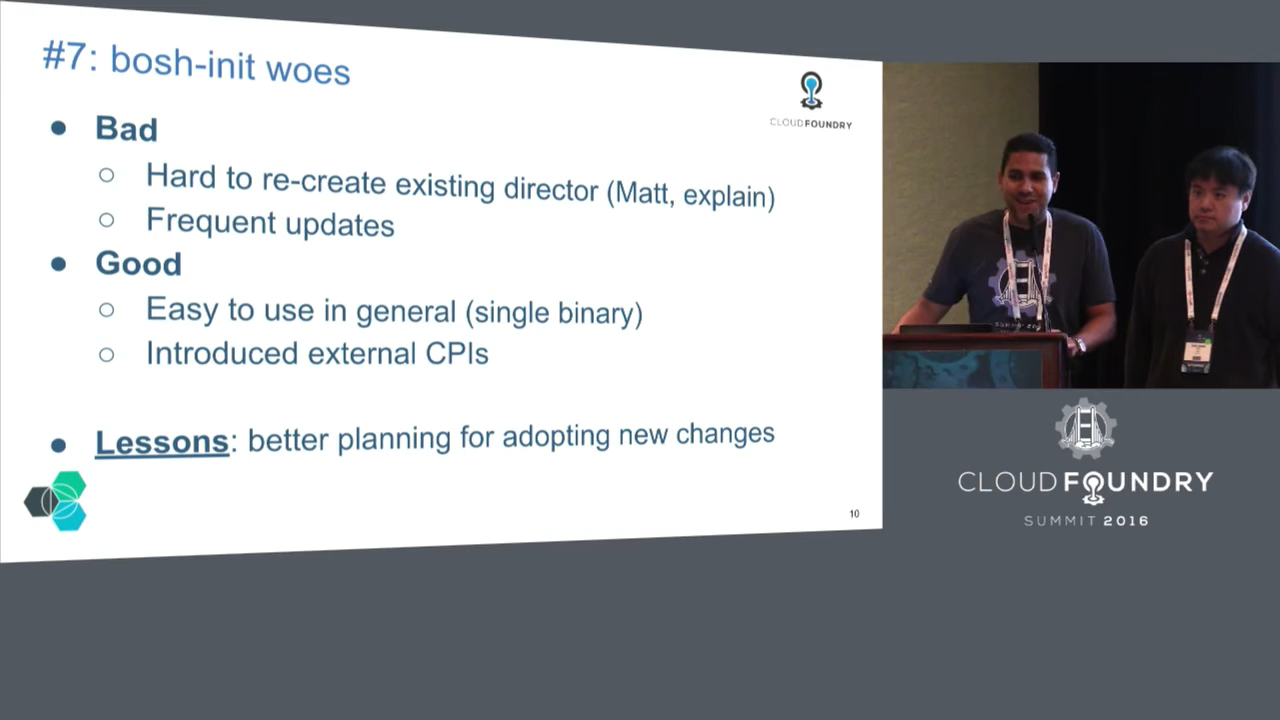 #7: bosh-init woes
CLOUDFOUNDRY
● Bad
○ Hard to re-create existing director (Matt, explain)
○ Frequent updates
● Good
○ Easy to use in general (single binary)
○ Introduced external CPIs
● Lessons: better planning for adopting new changes
10
CLOUD FOUNDRY
SUMMIT 2016